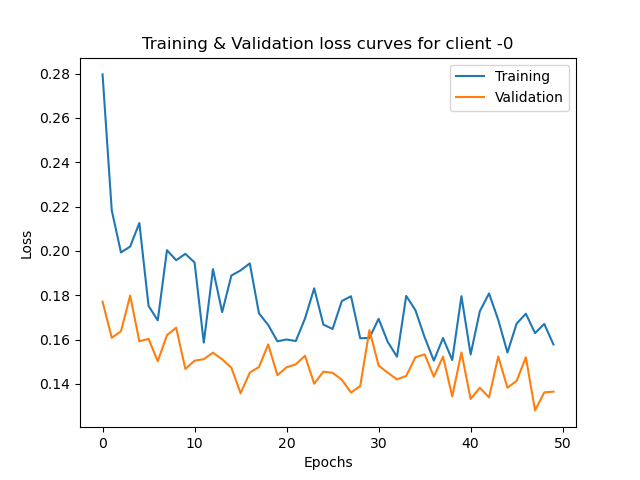 Training & Validation loss curves for client -0
Training
Validation
Loss
0.28
0.26
0.24
0.22
0.20
0.18
0.16
0.14
0
10
20
30
40
50
Epochs